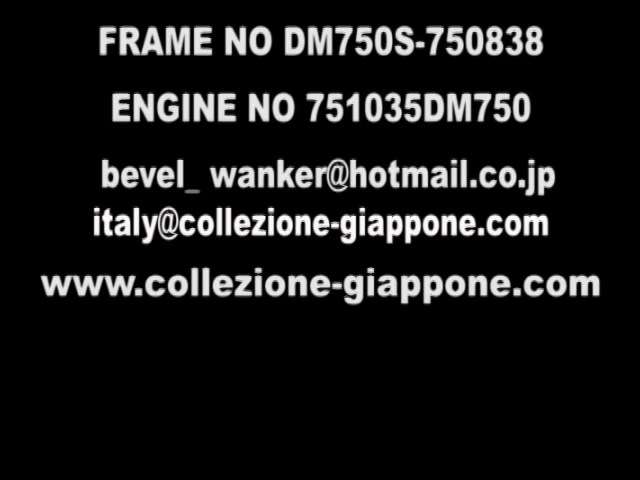 FRAME NO DM750S-750838
ENGINE NO 751035DM750
bevel_ wanker@hotmail.co.jp
italy@collezione-giappone.com
www.collezione-giappone.com